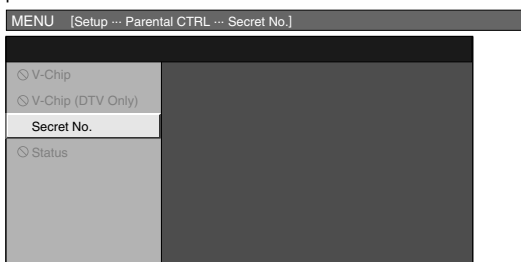 MENU [Setup ··· Parental CTRL ··· Secret No.]
V-Chip
V-Chip (DTV Only)
Secret No.
Status